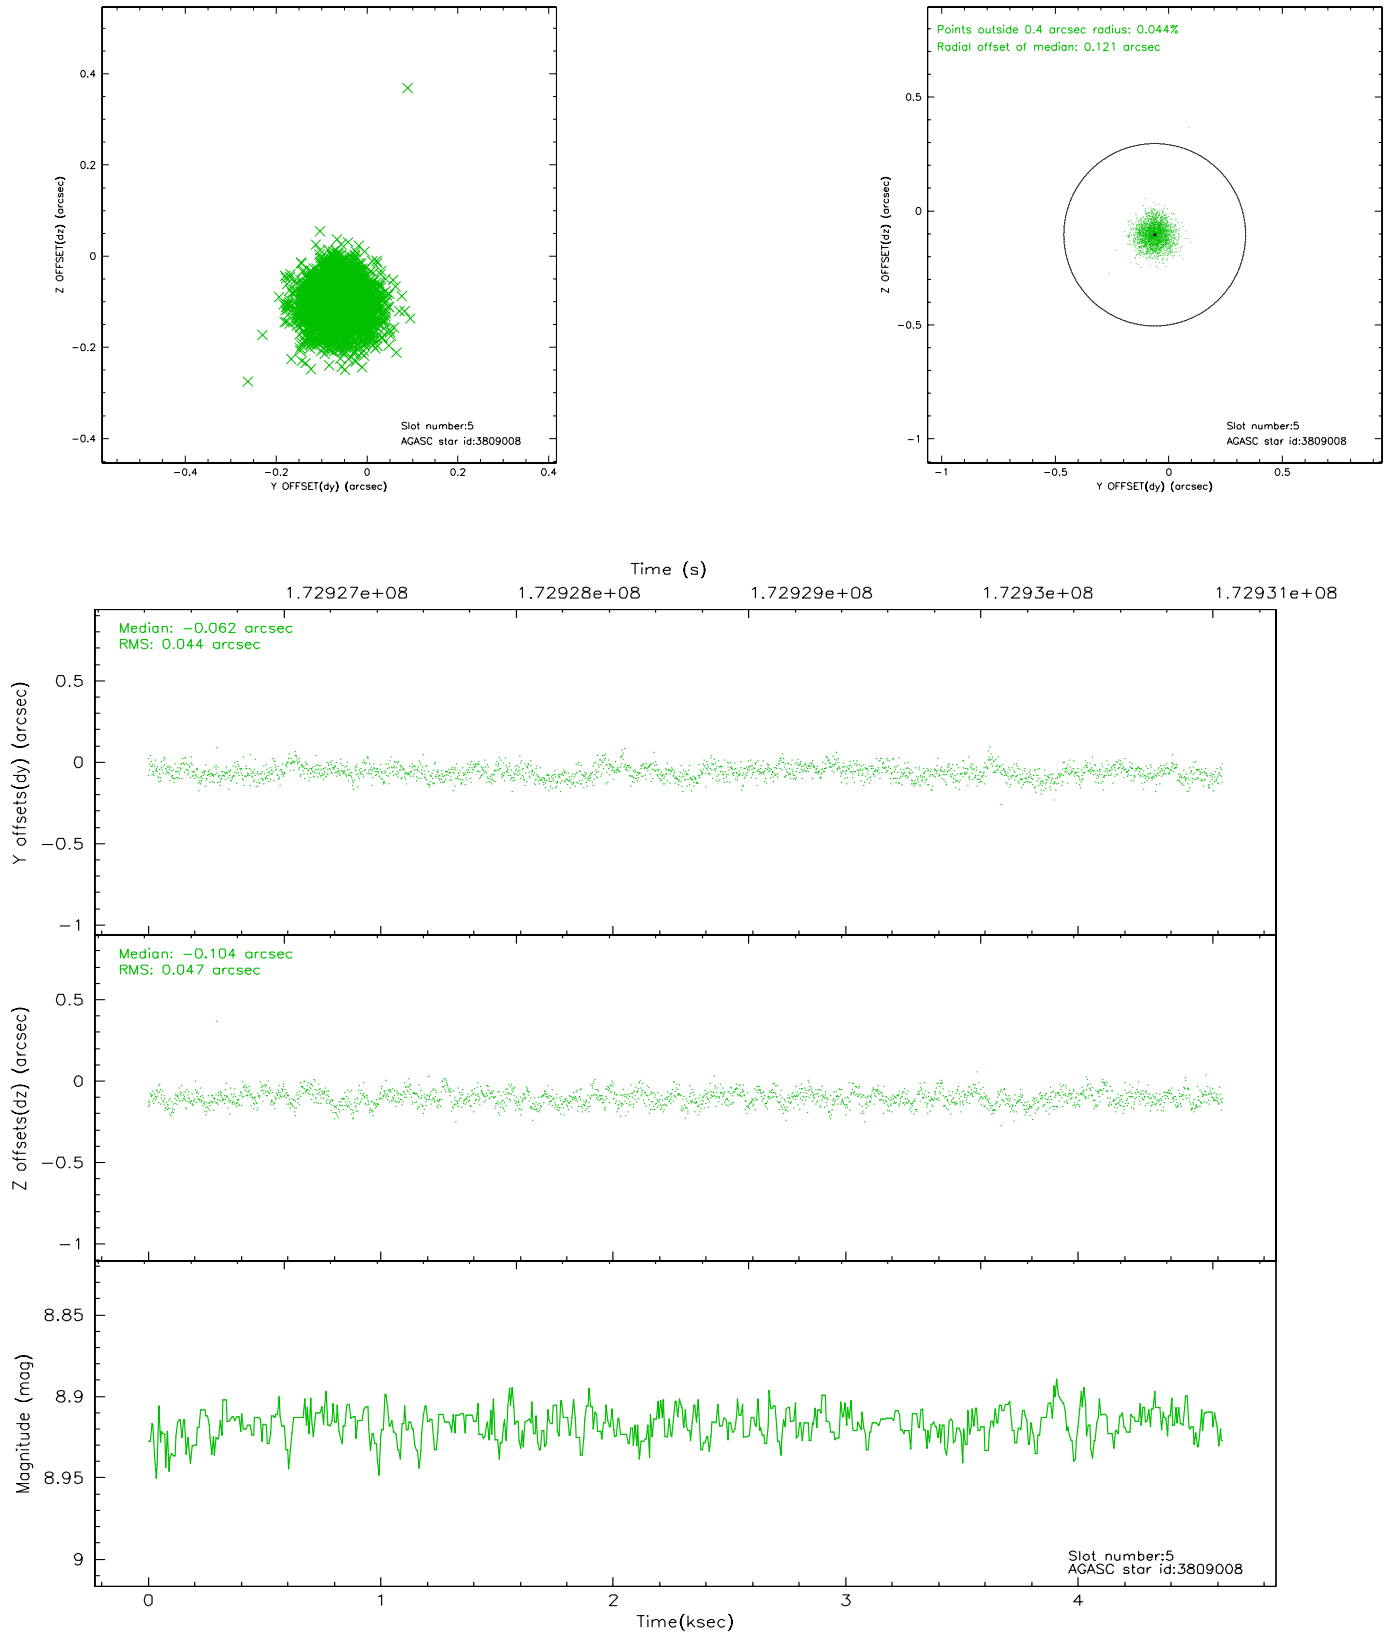 0.4
0.2
0
−0.2
−0.4
Z OFFSET(dz) (arcsec)
−0.4 −0.2 0 0.2 0.4
Y OFFSET(dy) (arcsec)
Slot number:5
AGASC star id:3809008
Points outside 0.4 arcsec radius: 0.044%
Radial offset of median: 0.121 arcsec
0.5
0
−0.5
−1
Z OFFSET(dz) (arcsec)
−1 −0.5 0 0.5
Y OFFSET(dy) (arcsec)
Slot number:5
AGASC star id:3809008
Time (s)
1.72927e+08 1.72928e+08 1.72929e+08 1.7293e+08 1.72931e+08
Median: −0.062 arcsec
RMS: 0.044 arcsec
0.5
0
−0.5
−1
Y offsets(dy) (arcsec)
Median: −0.104 arcsec
RMS: 0.047 arcsec
0.5
0
−0.5
−1
Z offsets(dz) (arcsec)
8.85
8.9
8.95
9
Magnitude (mag)
Slot number:5
AGASC star id:3809008
0 1 2 3 4
Time(ksec)